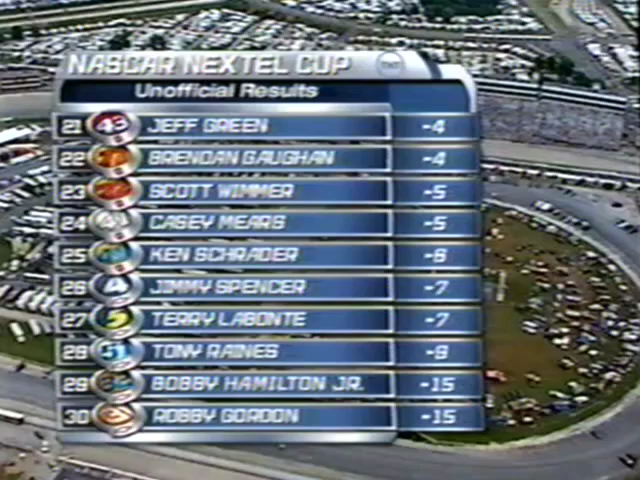 NASCAR NEXTEL CUP
Unofficial Results
21 43 JEFF GREEN -4
22 BRENDAN GAUGHAN -4
23 SCOTT WIMMER -5
24 41 CASEY MEARS -5
25 KEN SCHRADER -6
26 4 JIMMY SPENCER -7
27 5 TERRY LABONTE -7
28 51 TONY RAINES -9
29 BOBBY HAMILTON JR. -15
30 ROBBY GORDON -15